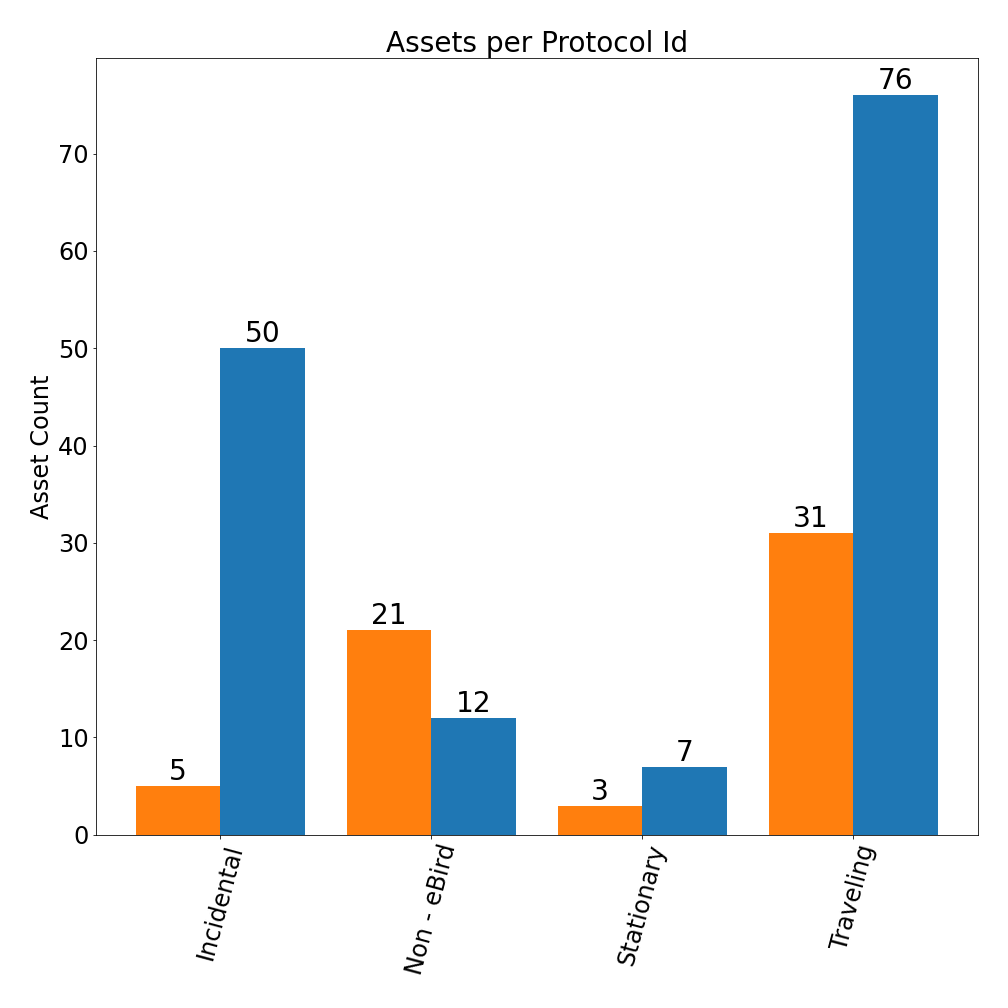 Assets per Protocol Id
Asset Count
70
60
50
40
30
20
10
0
5
50
21
12
3
7
31
76
Incidental
Non - eBird
Stationary
Traveling